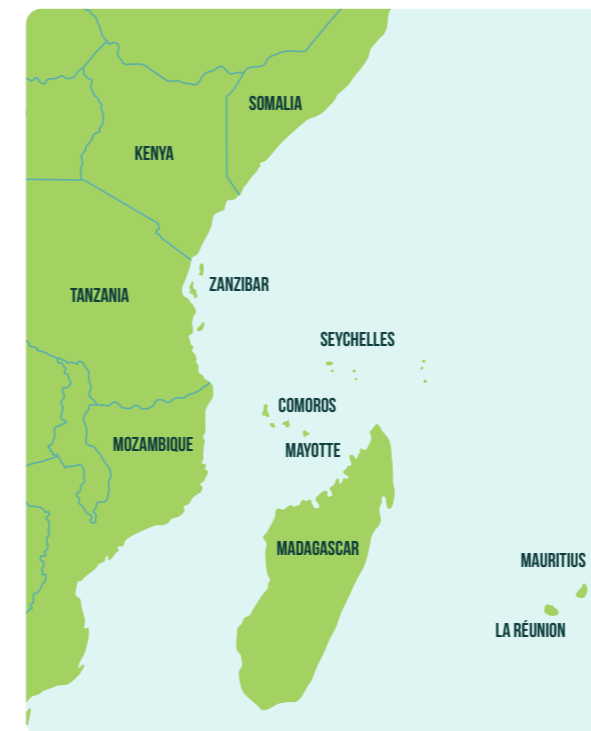 SOMALIA
KENYA
ZANZIBAR
TANZANIA
SEYCHELLES
COMOROS
MOZAMBIQUE
MAYOTTE
MADAGASCAR
MAURITIUS
LA RÉUNION